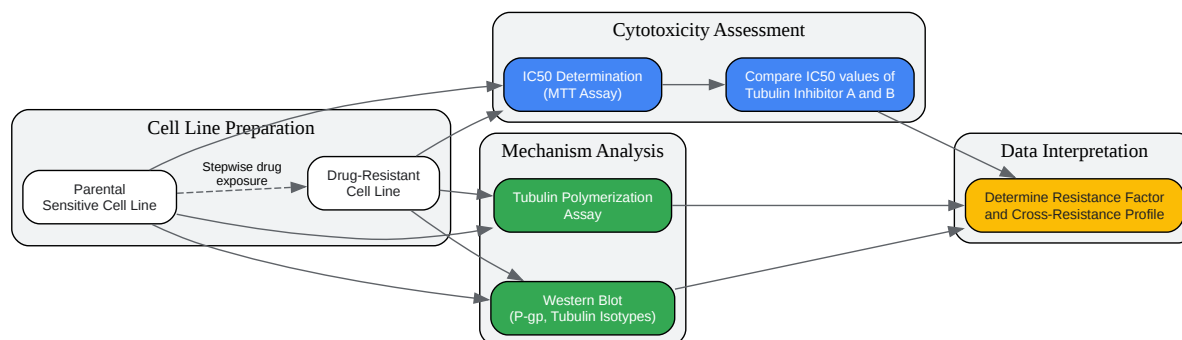 Cytotoxicity Assessment
IC50 Determination
(MTT Assay)
Compare IC50 values of
Tubulin Inhibitor A and B
Cell Line Preparation
Parental
Sensitive Cell Line
Stepwise drug
exposure
Drug-Resistant
Cell Line
Mechanism Analysis
Tubulin Polymerization
Assay
Western Blot
(P-gp, Tubulin Isotypes)
Data Interpretation
Determine Resistance Factor
and Cross-Resistance Profile